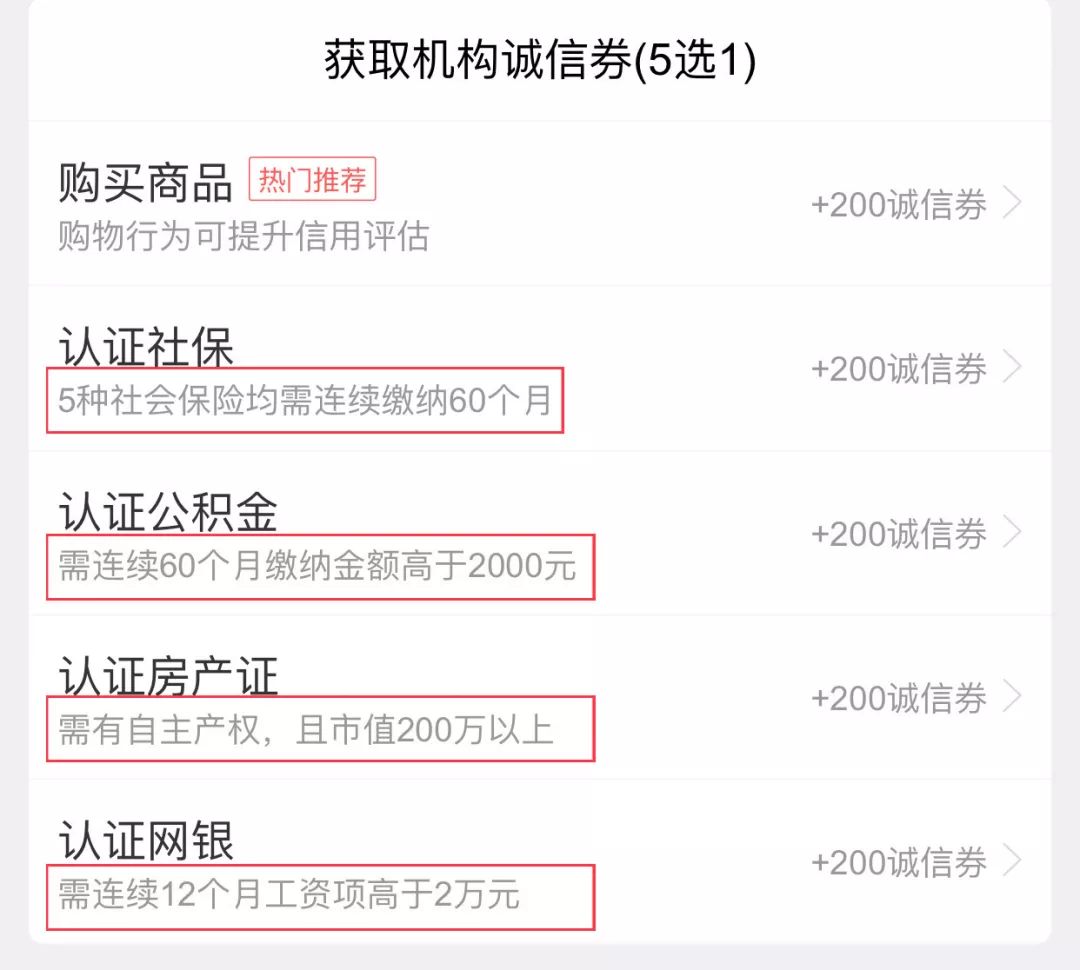 获取机构诚信券(5选1)
购买商品 热门推荐
购物行为可提升信用评估
+200诚信券
认证社保
5种社会保险均需连续缴纳60个月
+200诚信券
认证公积金
需连续60个月缴纳金额高于2000元
+200诚信券
认证房产证
需有自主产权，且市值200万以上
+200诚信券
认证网银
需连续12个月工资项高于2万元
+200诚信券